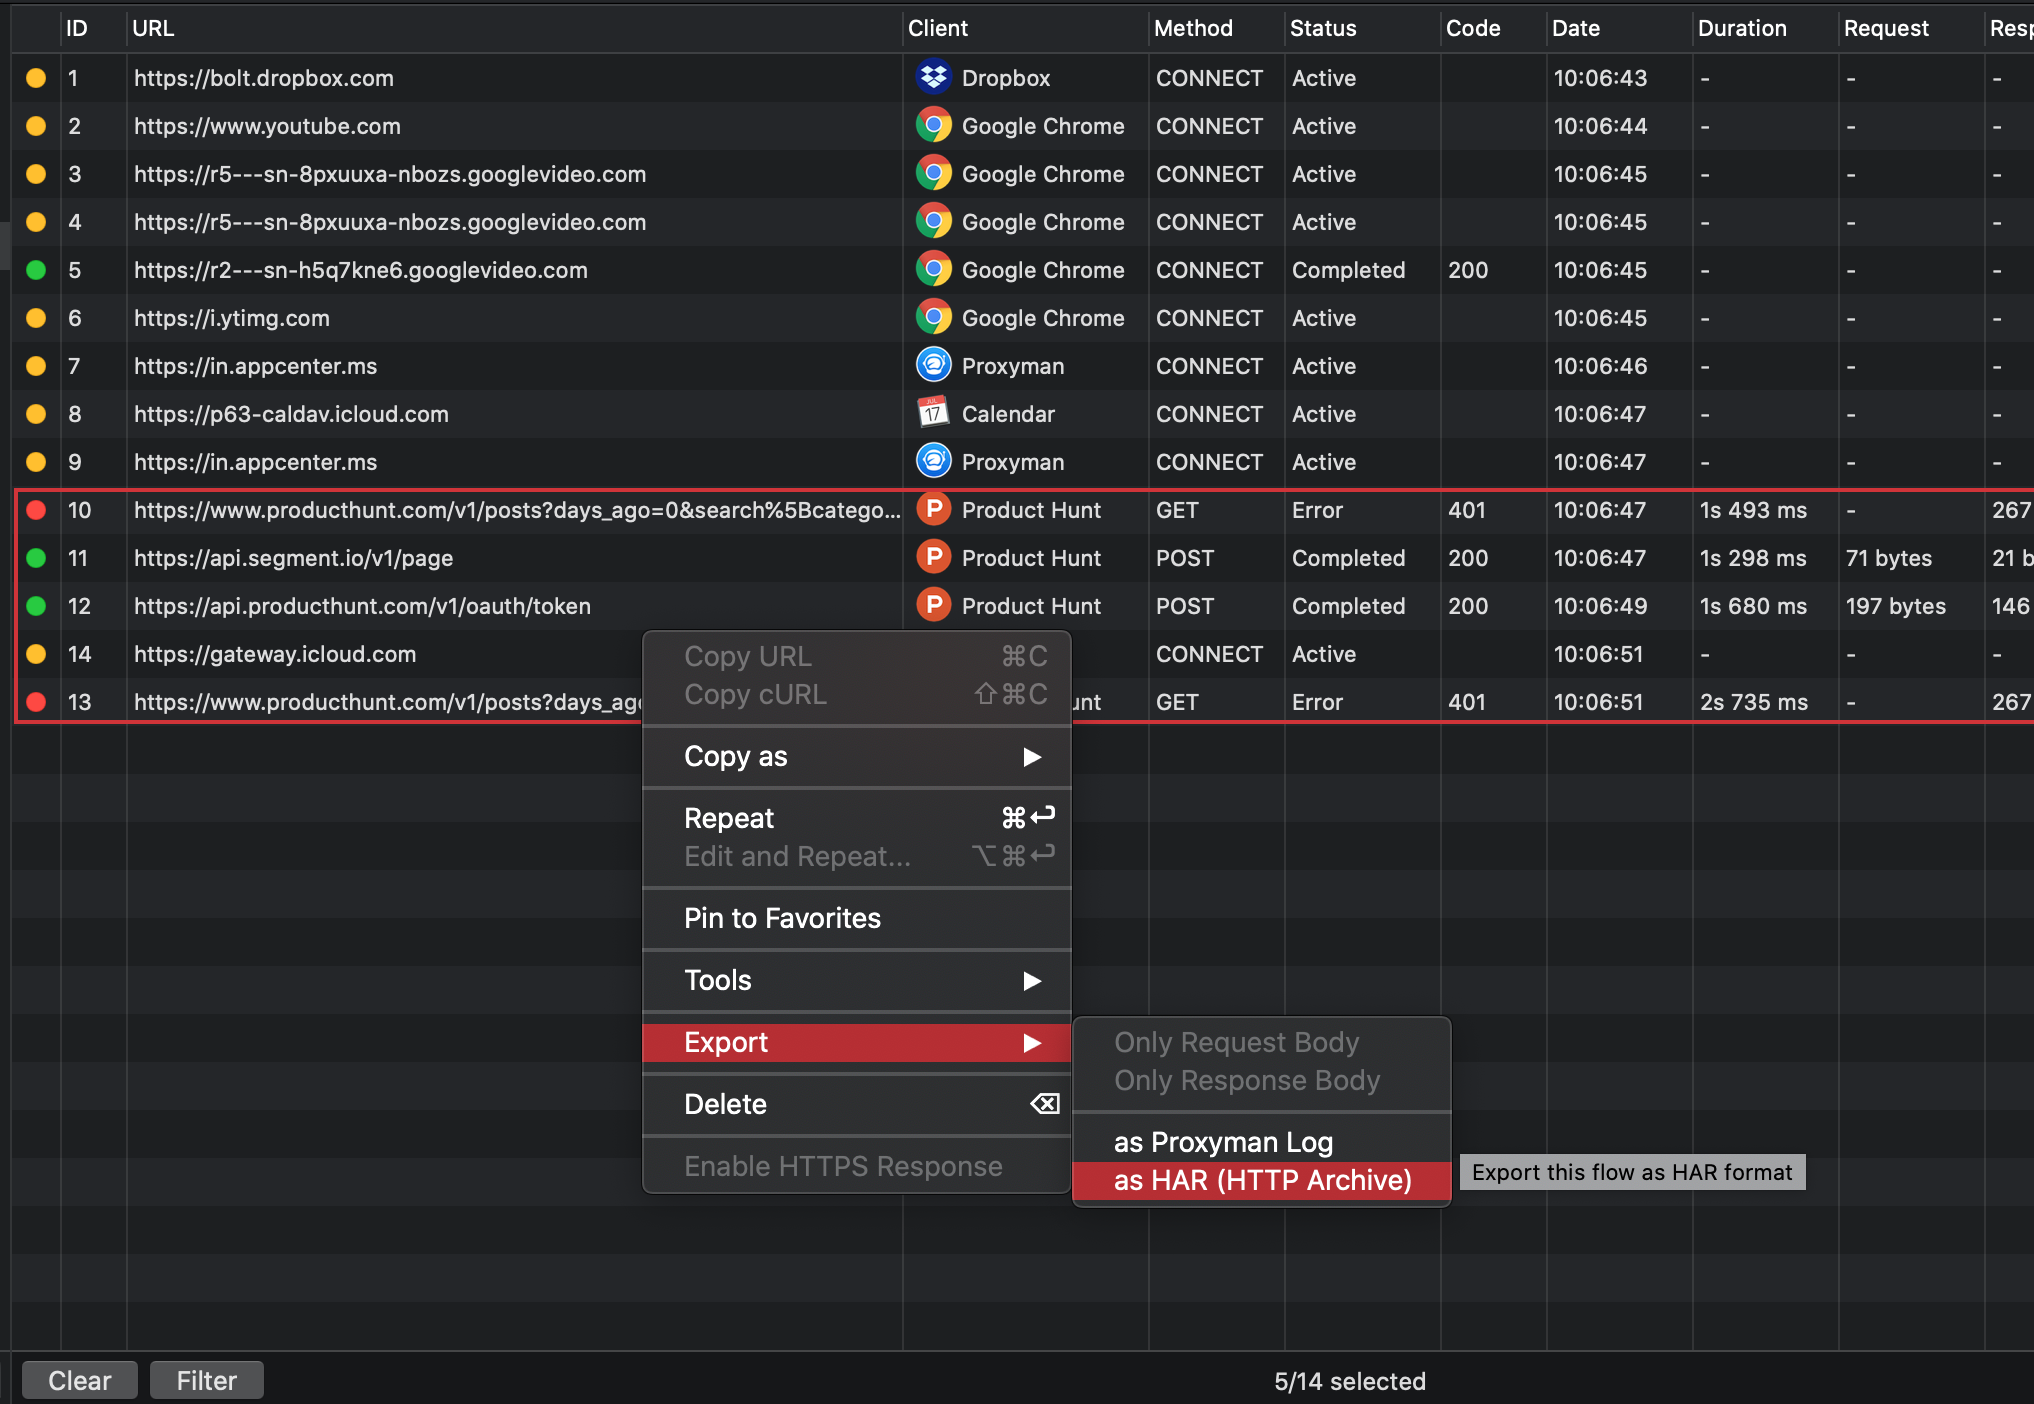 ID URL Client Method Status Code Date Duration Request Resp
1 https://bolt.dropbox.com Dropbox CONNECT Active 10:06:43 - - -
2 https://www.youtube.com Google Chrome CONNECT Active 10:06:44 - - -
3 https://r5---sn-8pxuuxa-nbozs.googlevideo.com Google Chrome CONNECT Active 10:06:45 - - -
4 https://r5---sn-8pxuuxa-nbozs.googlevideo.com Google Chrome CONNECT Active 10:06:45 - - -
5 https://r2---sn-h5q7kne6.googlevideo.com Google Chrome CONNECT Completed 200 10:06:45 - - -
6 https://i.ytimg.com Google Chrome CONNECT Active 10:06:45 - - -
7 https://in.appcenter.ms Proxyman CONNECT Active 10:06:46 - - -
8 https://p63-caldav.icloud.com JUL 17 Calendar CONNECT Active 10:06:47 - - -
9 https://in.appcenter.ms Proxyman CONNECT Active 10:06:47 - - -
10 https://www.producthunt.com/v1/posts?days_ago=0&search%5Bcatego... P Product Hunt GET Error 401 10:06:47 1s 493 ms - 267
11 https://api.segment.io/v1/page P Product Hunt POST Completed 200 10:06:47 1s 298 ms 71 bytes 21 b
12 https://api.producthunt.com/v1/oauth/token P Product Hunt POST Completed 200 10:06:49 1s 680 ms 197 bytes 146
14 https://gateway.icloud.com CONNECT Active 10:06:51 - - -
13 https://www.producthunt.com/v1/posts?days_ago unt GET Error 401 10:06:51 2s 735 ms - 267
Copy URL ⌘C
Copy cURL ⇧⌘C
Copy as ▶
Repeat ⌘↩
Edit and Repeat... ⌥⌘↩
Pin to Favorites
Tools ▶
Export ▶
Delete ⌫
Enable HTTPS Response
Only Request Body
Only Response Body
as Proxyman Log
as HAR (HTTP Archive)
Export this flow as HAR format
Clear Filter 5/14 selected